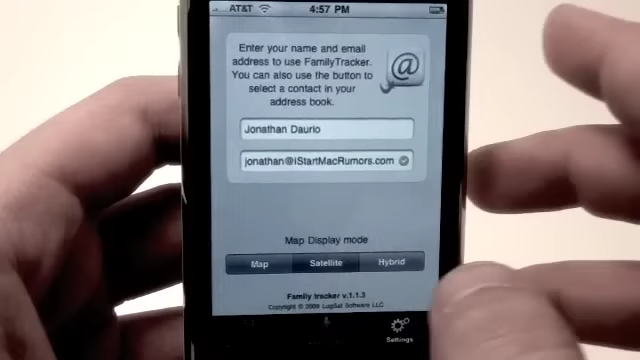 AT&T 4:57 PM
Enter your name and email
address to use FamilyTracker.
You can also use the button to
select a contact in your
address book.
@
Jonathan Daurio
jonathan@iStartMacRumors.com
Map Display mode
Map Satellite Hybrid
Family tracker v.1.1.3
Copyright © 2009 LogSat Software LLC
Settings